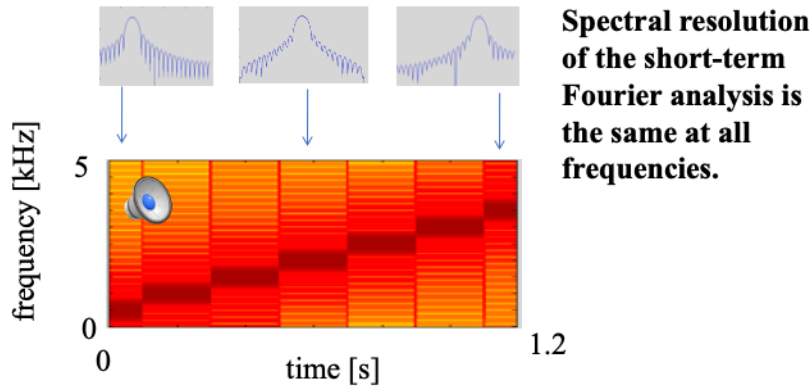 Spectral resolution
of the short-term
Fourier analysis is
the same at all
frequencies.
frequency [kHz]
5
0
0
time [s]
1.2